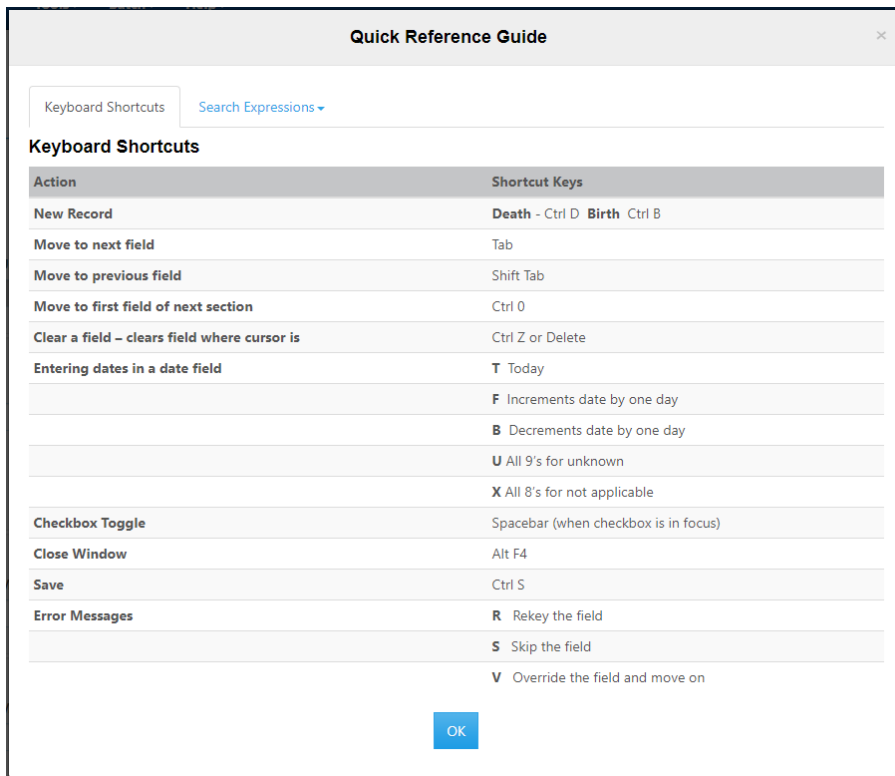 Quick Reference Guide ×
Keyboard Shortcuts Search Expressions
Keyboard Shortcuts
Action Shortcut Keys
New Record Death - Ctrl D Birth Ctrl B
Move to next field Tab
Move to previous field Shift Tab
Move to first field of next section Ctrl 0
Clear a field – clears field where cursor is Ctrl Z or Delete
Entering dates in a date field T Today
F Increments date by one day
B Decrements date by one day
U All 9's for unknown
X All 8's for not applicable
Checkbox Toggle Spacebar (when checkbox is in focus)
Close Window Alt F4
Save Ctrl S
Error Messages R Rekey the field
S Skip the field
V Override the field and move on
OK